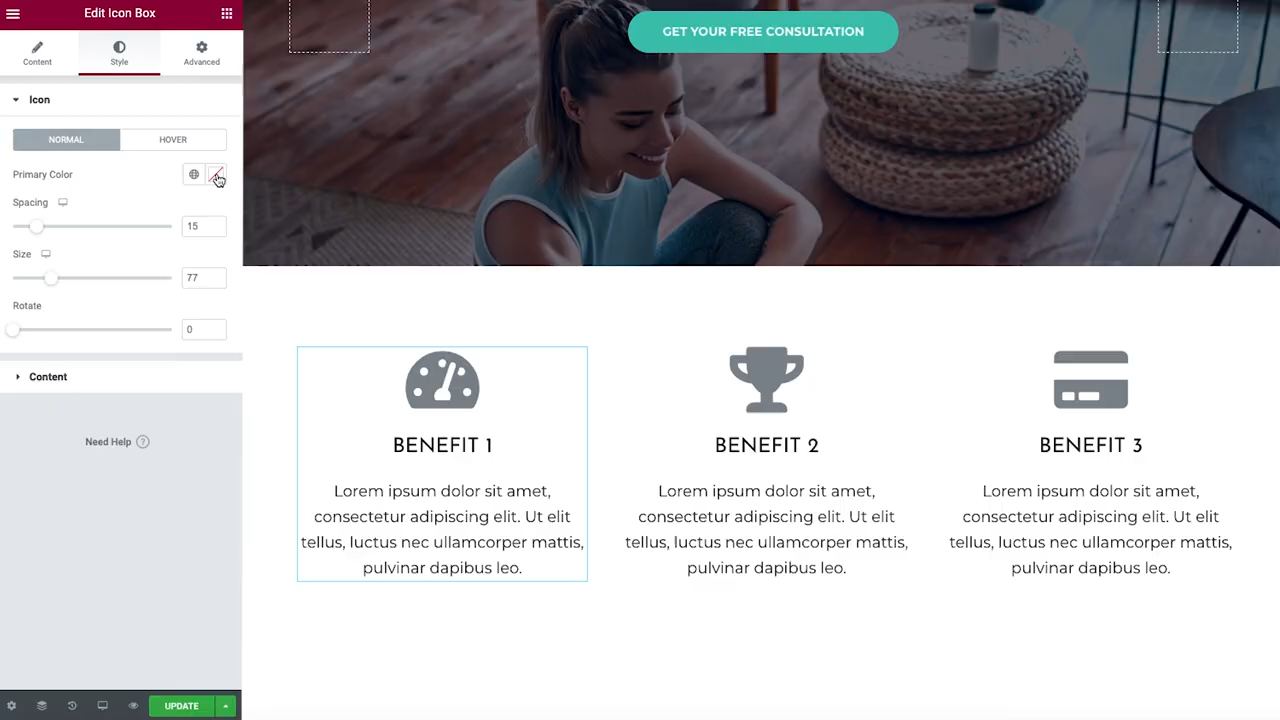 Edit Icon Box
Content
Style
Advanced
Icon
NORMAL
HOVER
Primary Color
Spacing
15
Size
77
Rotate
0
Content
Need Help
?
UPDATE
GET YOUR FREE CONSULTATION
BENEFIT 1
Lorem ipsum dolor sit amet,
consectetur adipiscing elit. Ut elit
tellus, luctus nec ullamcorper mattis,
pulvinar dapibus leo.
BENEFIT 2
Lorem ipsum dolor sit amet,
consectetur adipiscing elit. Ut elit
tellus, luctus nec ullamcorper mattis,
pulvinar dapibus leo.
BENEFIT 3
Lorem ipsum dolor sit amet,
consectetur adipiscing elit. Ut elit
tellus, luctus nec ullamcorper mattis,
pulvinar dapibus leo.